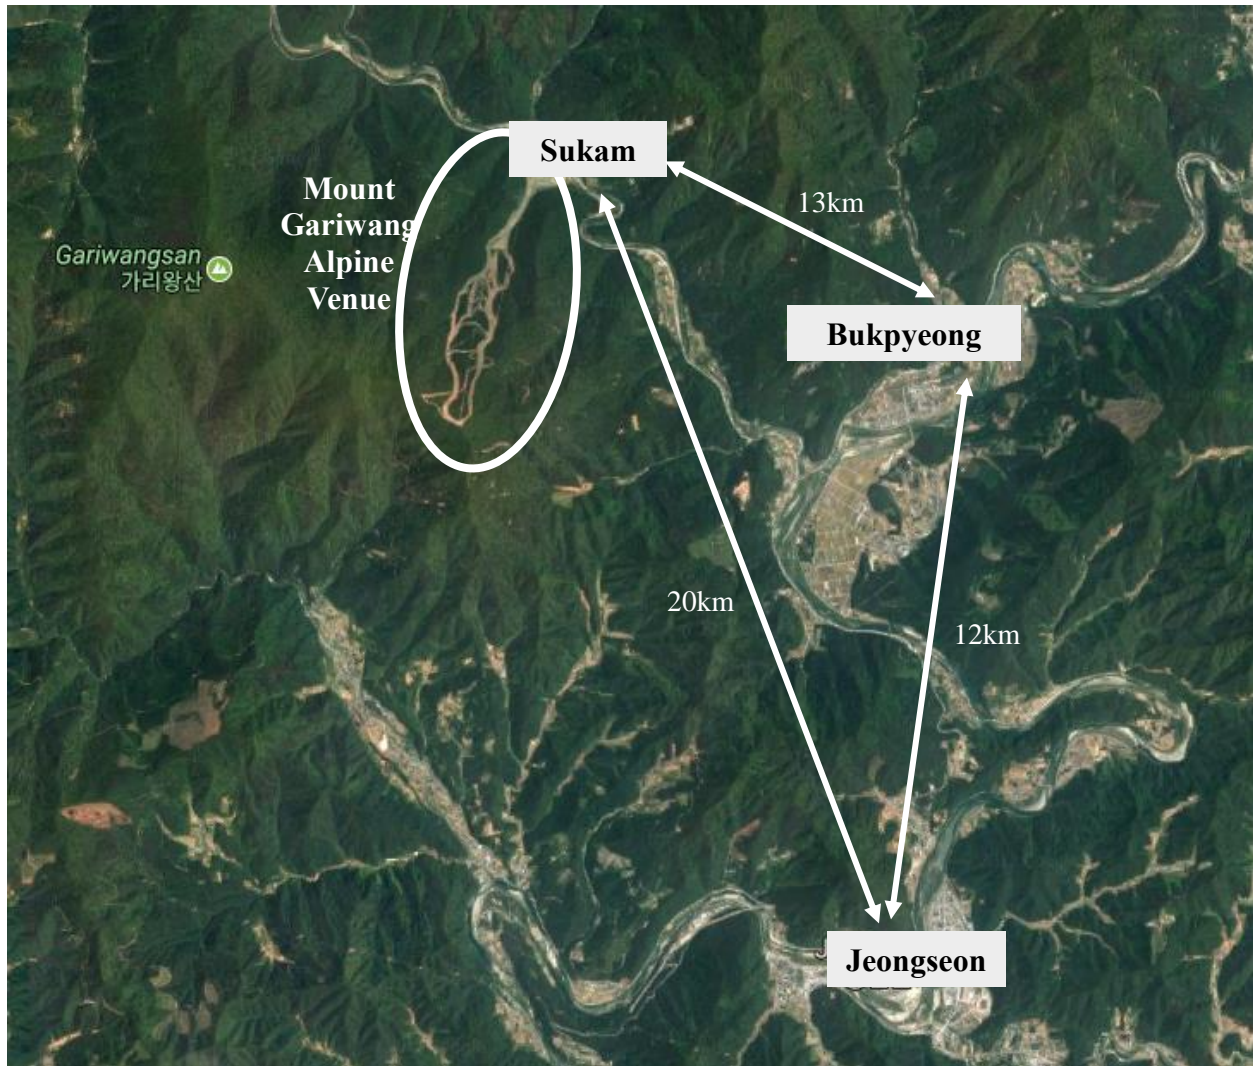 Sukam
Mount
Gariwang
Alpine
Venue
13km
Gariwangsan
가리왕산
Bukpyeong
20km
12km
Jeongseon